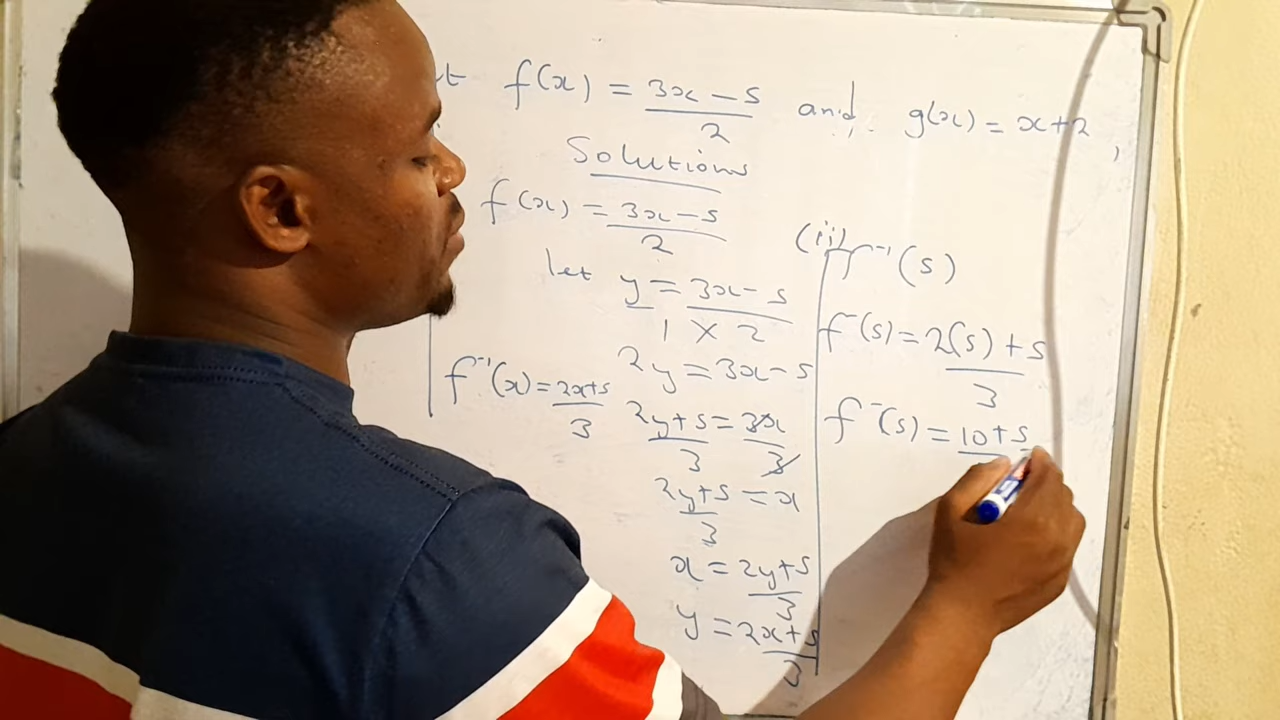 f(x) = 3x - 5 and g(x) = x+2,
2
Solutions
f(x) = 3x - 5
2
let y = 3x - 5
1 × 2
2y = 3x - 5
2y+5 = 3x
3 3
2y+5 = x
3
x = 2y+5
3
y = 2x+5
3
f⁻¹(x) = 2x+5
3
(ii) f⁻¹(5)
f⁻(5) = 2(5) + 5
3
f⁻(5) = 10+5